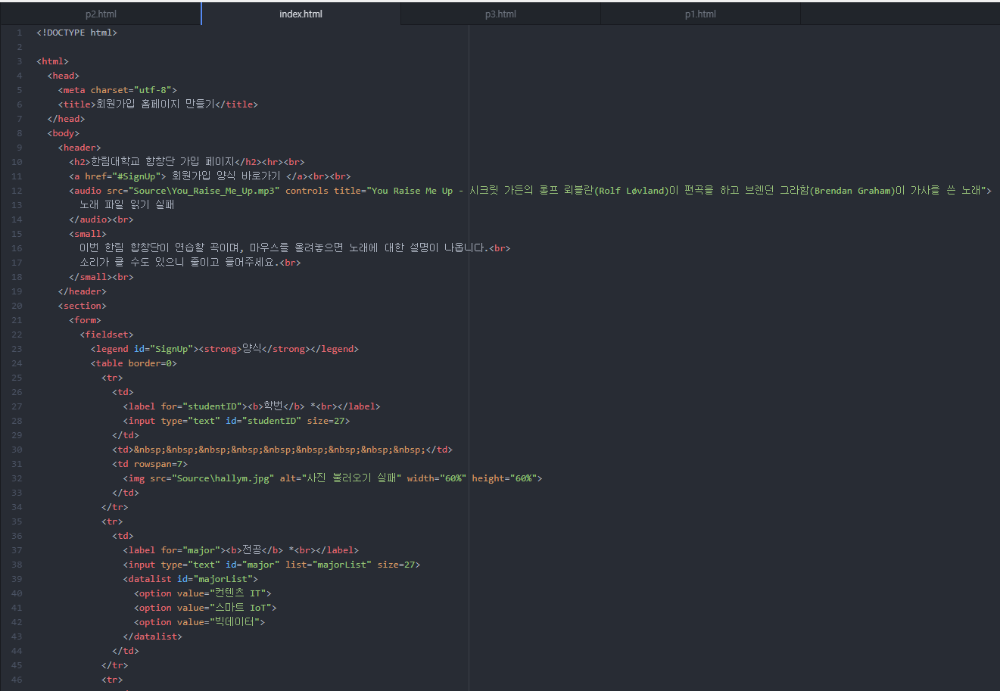 p2.html index.html p3.html p1.html
1 <!DOCTYPE html>
2
3 <html>
4 <head>
5 <meta charset="utf-8">
6 <title>회원가입 홈페이지 만들기</title>
7 </head>
8 <body>
9 <header>
10 <h2>한림대학교 합창단 가입 페이지</h2><hr><br>
11 <a href="#SignUp"> 회원가입 양식 바로가기 </a><br><br>
12 <audio src="Source\You_Raise_Me_Up.mp3" controls title="You Raise Me Up - 시크릿 가든의 롤프 뢰블란(Rolf Løvland)이 편곡을 하고 브렌던 그라함(Brendan Graham)이 가사를 쓴 노래">
13 노래 파일 읽기 실패
14 </audio><br>
15 <small>
16 이번 한림 합창단이 연습할 곡이며, 마우스를 올려놓으면 노래에 대한 설명이 나옵니다.<br>
17 소리가 클 수도 있으니 줄이고 들어주세요.<br>
18 </small><br>
19 </header>
20 <section>
21 <form>
22 <fieldset>
23 <legend id="SignUp"><strong>양식</strong></legend>
24 <table border=0>
25 <tr>
26 <td>
27 <label for="studentID"><b>학번</b> *<br></label>
28 <input type="text" id="studentID" size=27>
29 </td>
30 <td>&nbsp;&nbsp;&nbsp;&nbsp;&nbsp;&nbsp;&nbsp;&nbsp;&nbsp;</td>
31 <td rowspan=7>
32 <img src="Source\hallym.jpg" alt="사진 불러오기 실패" width="60%" height="60%">
33 </td>
34 </tr>
35 <tr>
36 <td>
37 <label for="major"><b>전공</b> *<br></label>
38 <input type="text" id="major" list="majorList" size=27>
39 <datalist id="majorList">
40 <option value="컨텐츠 IT">
41 <option value="스마트 IoT">
42 <option value="빅데이터">
43 </datalist>
44 </td>
45 </tr>
46 <tr>